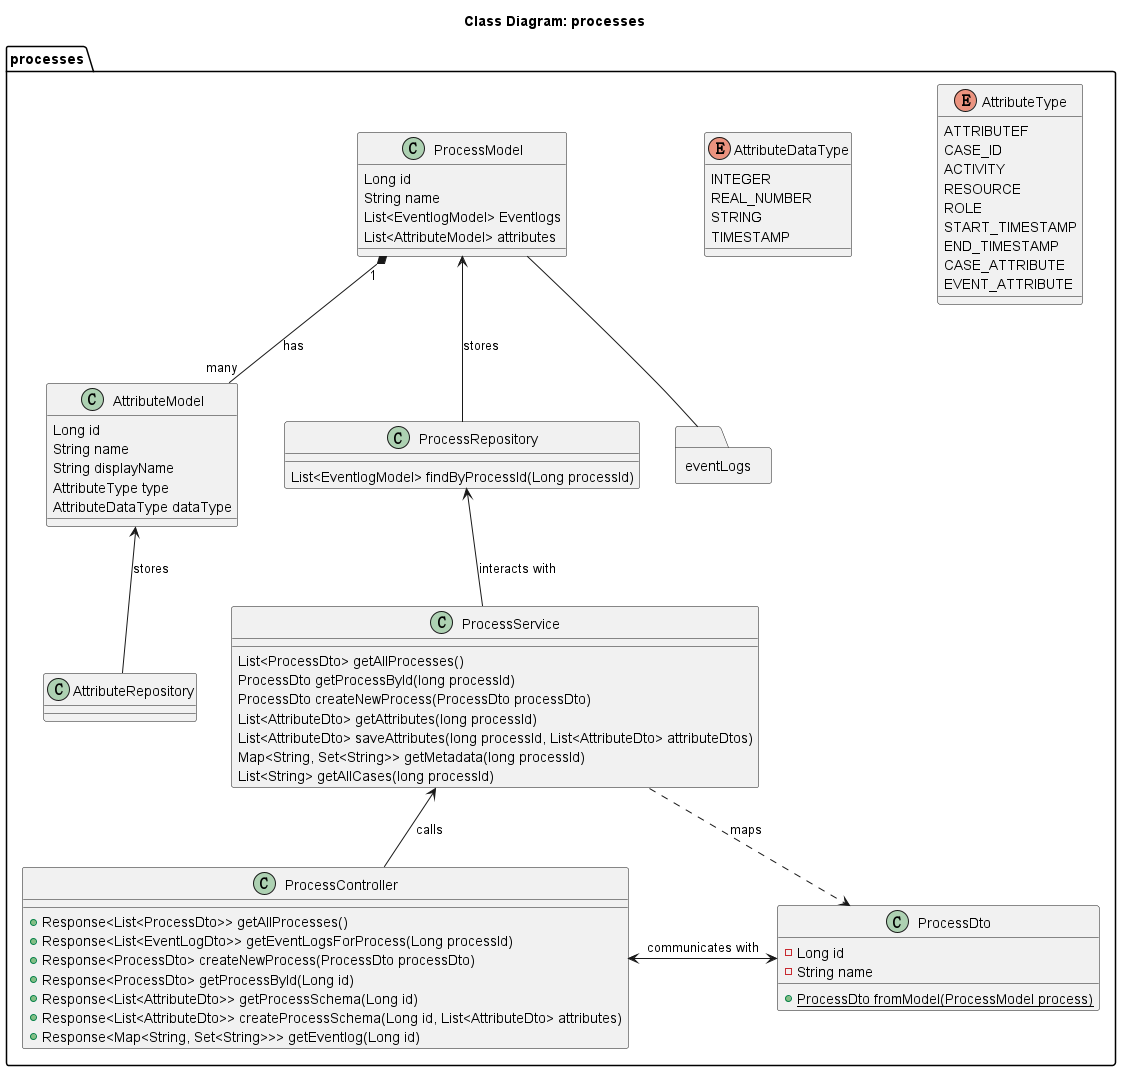 Class Diagram: processes
processes
E AttributeType
ATTRIBUTEF
CASE_ID
ACTIVITY
RESOURCE
ROLE
START_TIMESTAMP
END_TIMESTAMP
CASE_ATTRIBUTE
EVENT_ATTRIBUTE
C ProcessModel
Long id
String name
List<EventlogModel> Eventlogs
List<AttributeModel> attributes
E AttributeDataType
INTEGER
REAL_NUMBER
STRING
TIMESTAMP
1
has
many
stores
C AttributeModel
Long id
String name
String displayName
AttributeType type
AttributeDataType dataType
C ProcessRepository
List<EventlogModel> findByProcessId(Long processId)
eventLogs
stores
interacts with
C AttributeRepository
C ProcessService
List<ProcessDto> getAllProcesses()
ProcessDto getProcessById(long processId)
ProcessDto createNewProcess(ProcessDto processDto)
List<AttributeDto> getAttributes(long processId)
List<AttributeDto> saveAttributes(long processId, List<AttributeDto> attributeDtos)
Map<String, Set<String>> getMetadata(long processId)
List<String> getAllCases(long processId)
calls
maps
C ProcessController
Response<List<ProcessDto>> getAllProcesses()
Response<List<EventLogDto>> getEventLogsForProcess(Long processId)
Response<ProcessDto> createNewProcess(ProcessDto processDto)
Response<ProcessDto> getProcessById(Long id)
Response<List<AttributeDto>> getProcessSchema(Long id)
Response<List<AttributeDto>> createProcessSchema(Long id, List<AttributeDto> attributes)
Response<Map<String, Set<String>>> getEventlog(Long id)
communicates with
C ProcessDto
Long id
String name
ProcessDto fromModel(ProcessModel process)